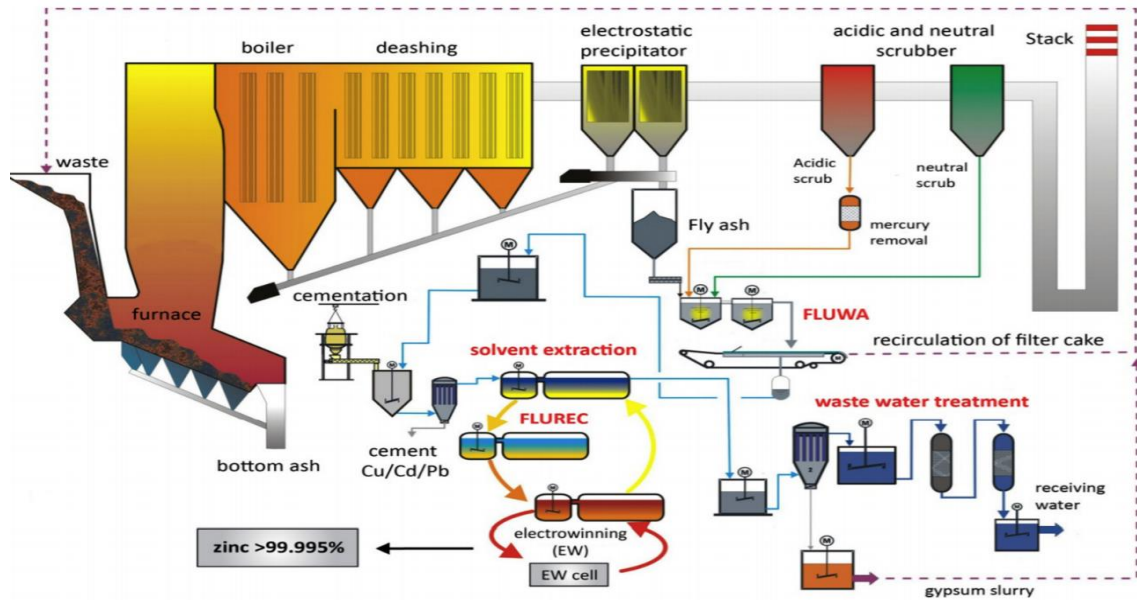 boiler
deashing
electrostatic
precipitator
acidic and neutral
scrubber
Stack
waste
Acidic
scrub
neutral
scrub
Fly ash
mercury
removal
M
cementation
furnace
M
M
FLUWA
recirculation of filter cake
M
solvent extraction
M
M
FLUREC
waste water treatment
M
M
bottom ash
cement
Cu/Cd/Pb
M
M
receiving
water
M
M
electrowinning
(EW)
zinc >99.995%
EW cell
M
gypsum slurry